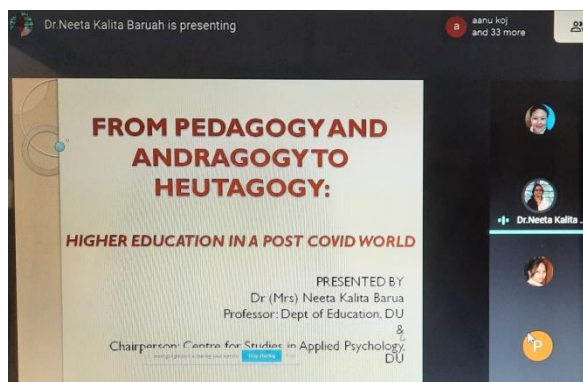 Dr.Neeta Kalita Baruah is presenting
a
aanu koj
and 33 more
FROM PEDAGOGY AND
ANDRAGOGY TO
HEUTAGOGY:
HIGHER EDUCATION IN A POST COVID WORLD
PRESENTED BY
Dr (Mrs) Neeta Kalita Barua
Professor: Dept of Education, DU
&
Chairperson: Centre for Studies in Applied Psychology,
DU
Stop sharing
Dr.Neeta Kalita ..
P